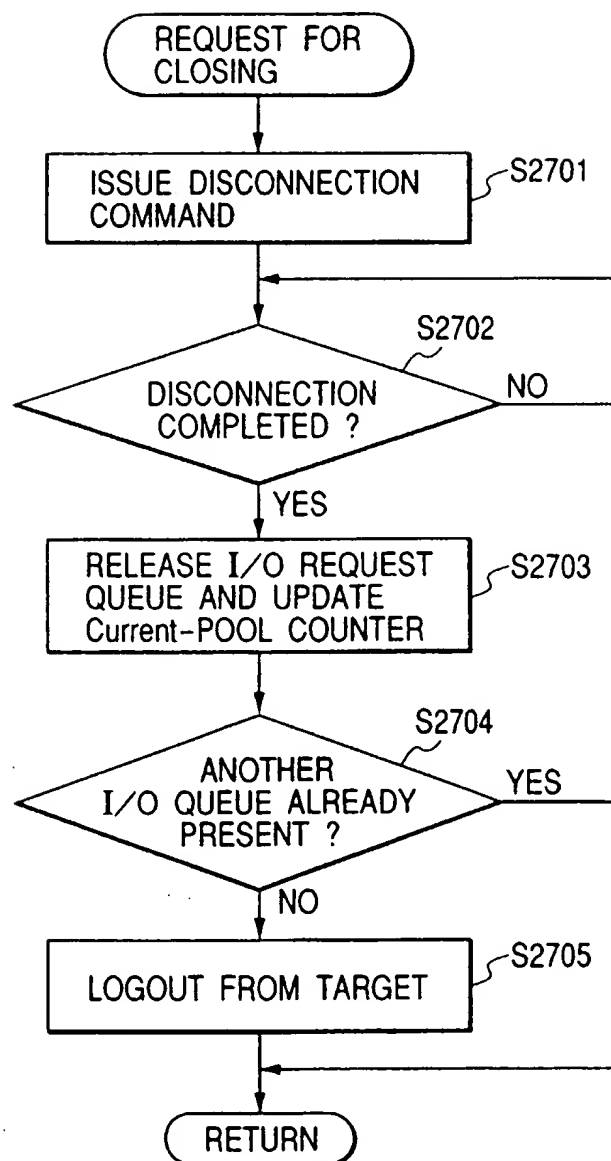 REQUEST FOR
CLOSING
ISSUE DISCONNECTION
COMMAND
S2701
S2702
DISCONNECTION
COMPLETED ?
NO
YES
RELEASE I/O REQUEST
QUEUE AND UPDATE
Current-POOL COUNTER
S2703
S2704
ANOTHER
I/O QUEUE ALREADY
PRESENT ?
YES
NO
LOGOUT FROM TARGET
S2705
RETURN